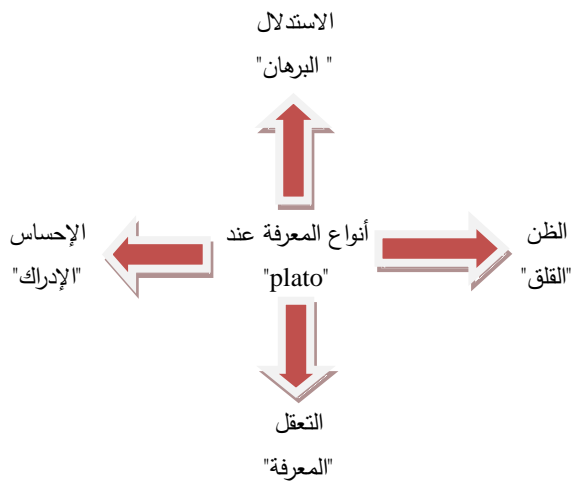 الاستدلال
" البرهان"
الظن
"القلق"
أنواع المعرفة عند
"plato"
الإحساس
"الإدراك"
التعقل
"المعرفة"